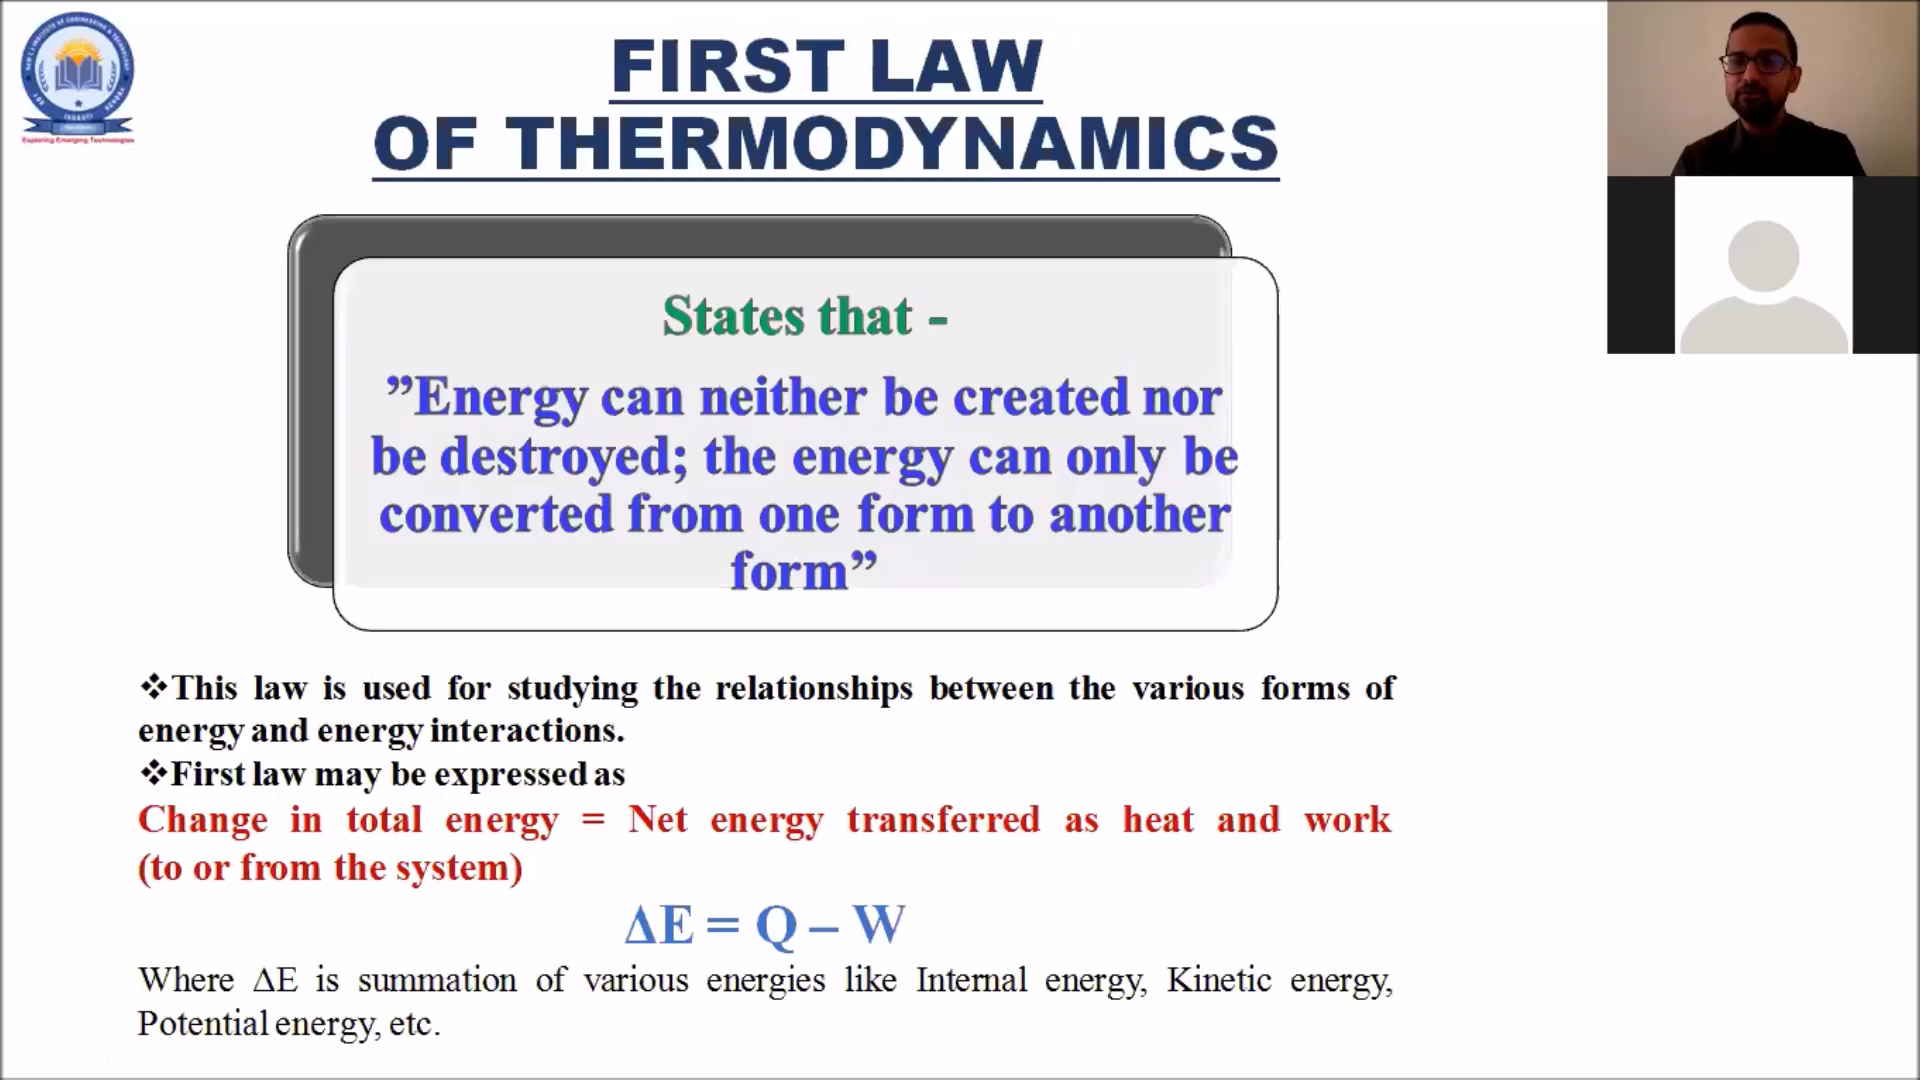 FIRST LAW
OF THERMODYNAMICS
States that -
”Energy can neither be created nor
be destroyed; the energy can only be
converted from one form to another
form”
❖This law is used for studying the relationships between the various forms of
energy and energy interactions.
❖First law may be expressed as
Change in total energy = Net energy transferred as heat and work
(to or from the system)
ΔE = Q – W
Where ΔE is summation of various energies like Internal energy, Kinetic energy,
Potential energy, etc.
Exploring Emerging Technologies